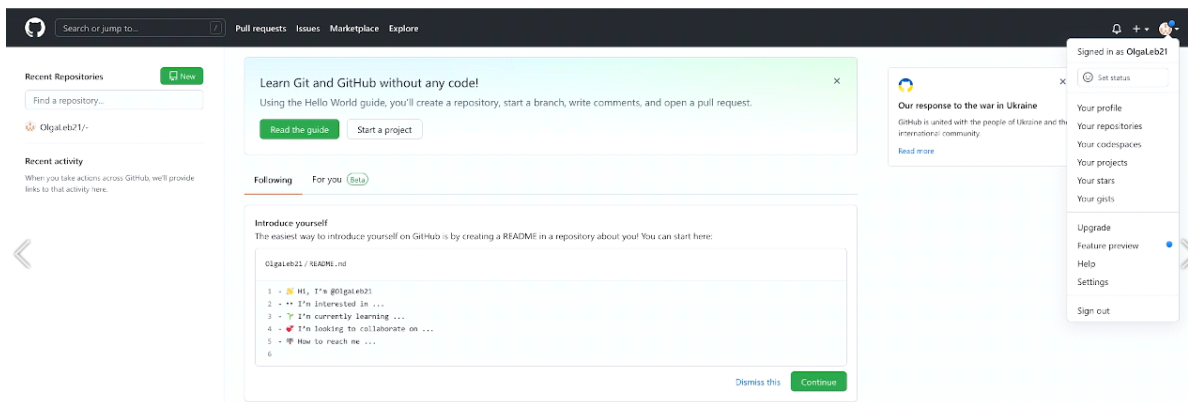 Search or jump to...
/
Pull requests Issues Marketplace Explore
Recent Repositories
New
Find a repository...
OlgaLeb21/-
Recent activity
When you take actions across GitHub, we'll provide
links to that activity here.
Learn Git and GitHub without any code!
Using the Hello World guide, you'll create a repository, start a branch, write comments, and open a pull request.
Read the guide
Start a project
Following
For you Beta
Introduce yourself
The easiest way to introduce yourself on GitHub is by creating a README in a repository about you! You can start here:
OlgaLeb21/README.md
1 - 👋 Hi, I'm @OlgaLeb21
2 - 👀 I'm interested in ...
3 - 🌱 I'm currently learning ...
4 - 💞️ I'm looking to collaborate on ...
5 - 📫 How to reach me ...
6
Dismiss this
Continue
Our response to the war in Ukraine
GitHub is united with the people of Ukraine and the
international community.
Read more
Signed in as OlgaLeb21
Set status
Your profile
Your repositories
Your codespaces
Your projects
Your stars
Your gists
Upgrade
Feature preview
Help
Settings
Sign out